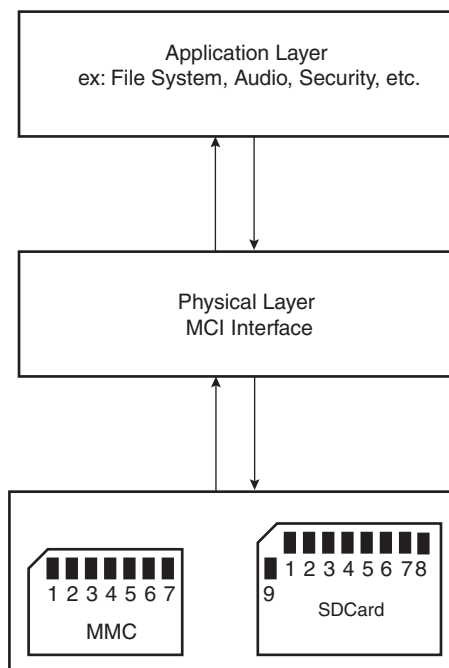 Application Layer
ex: File System, Audio, Security, etc.
Physical Layer
MCI Interface
1 2 3 4 5 6 7
MMC
1 2 3 4 5 6 7 8
9
SDCard